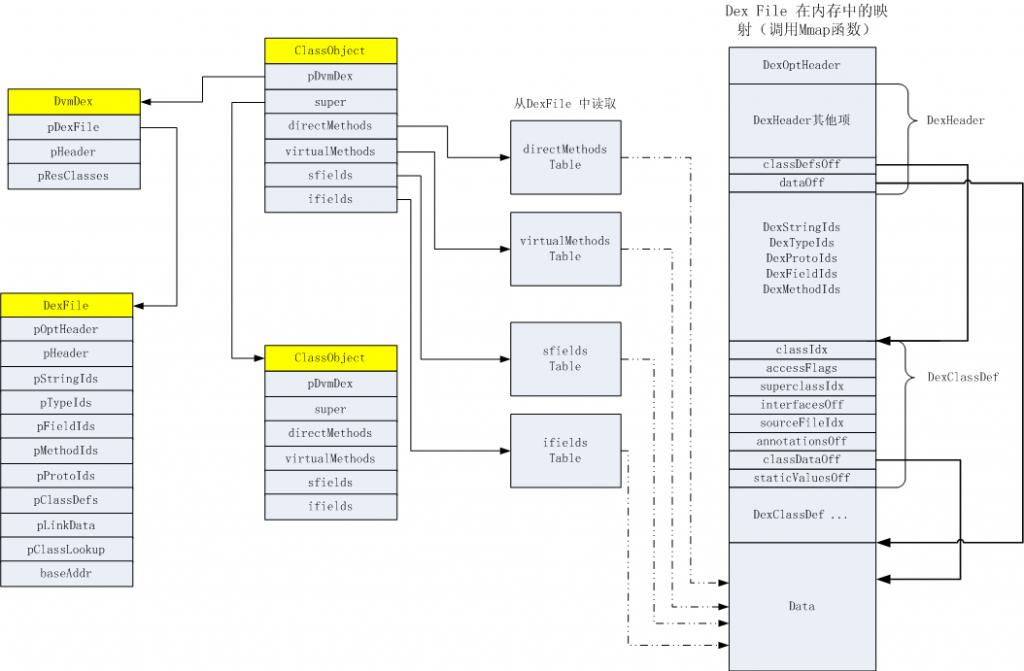 Dex File 在内存中的映
射（调用Mmap函数）
DvmDex
pDexFile
pHeader
pResClasses
DexFile
pOptHeader
pHeader
pStringIds
pTypeIds
pFieldIds
pMethodIds
pProtoIds
pClassDefs
pLinkData
pClassLookup
baseAddr
ClassObject
pDvmDex
super
directMethods
virtualMethods
sfields
ifields
ClassObject
pDvmDex
super
directMethods
virtualMethods
sfields
ifields
从DexFile 中读取
directMethods
Table
virtualMethods
Table
sfields
Table
ifields
Table
DexOptHeader
DexHeader其他项
classDefsOff
dataOff
DexHeader
DexStringIds
DexTypeIds
DexProtoIds
DexFieldIds
DexMethodIds
classIdx
accessFlags
superclassIdx
interfacesOff
sourceFileIdx
annotationsOff
classDataOff
staticValuesOff
DexClassDef
DexClassDef ...
Data